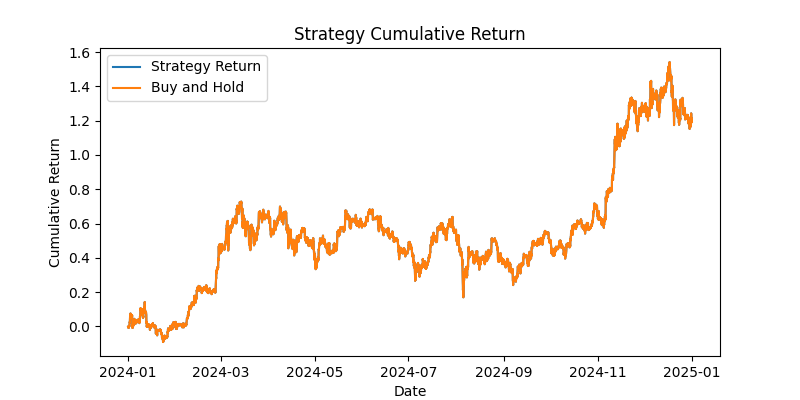 Strategy Cumulative Return
Strategy Return
Buy and Hold
Cumulative Return
1.6
1.4
1.2
1.0
0.8
0.6
0.4
0.2
0.0
2024-01 2024-03 2024-05 2024-07 2024-09 2024-11 2025-01
Date